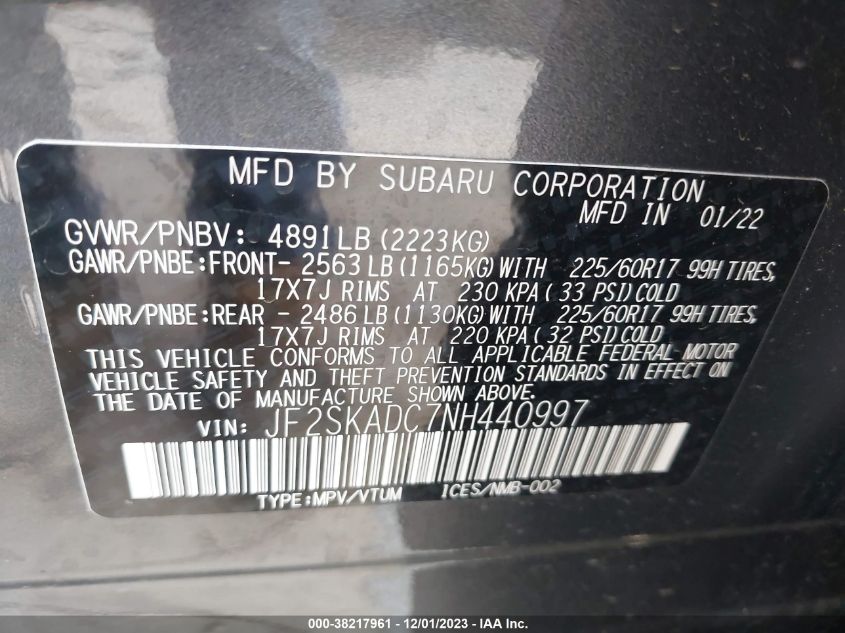 MFD BY SUBARU CORPORATION
MFD IN 01/22
GVWR/PNBV: 4891LB(2223KG)
GAWR/PNBE:FRONT- 2563LB(1165KG)WITH 225/60R17 99H TIRES,
17X7J RIMS AT 230 KPA( 33 PSI)COLD
GAWR/PNBE:REAR - 2486LB(1130KG)WITH 225/60R17 99H TIRES,
17X7J RIMS AT 220 KPA( 32 PSI)COLD
THIS VEHICLE CONFORMS TO ALL APPLICABLE FEDERAL MOTOR
VEHICLE SAFETY AND THEFT PREVENTION STANDARDS IN EFFECT ON
THE DATE OF MANUFACTURE SHOWN ABOVE.
VIN: JF2SKADC7NH440997
TYPE:MPV/VTUM ICES/NMB-002
000-38217961 - 12/01/2023 - IAA Inc.